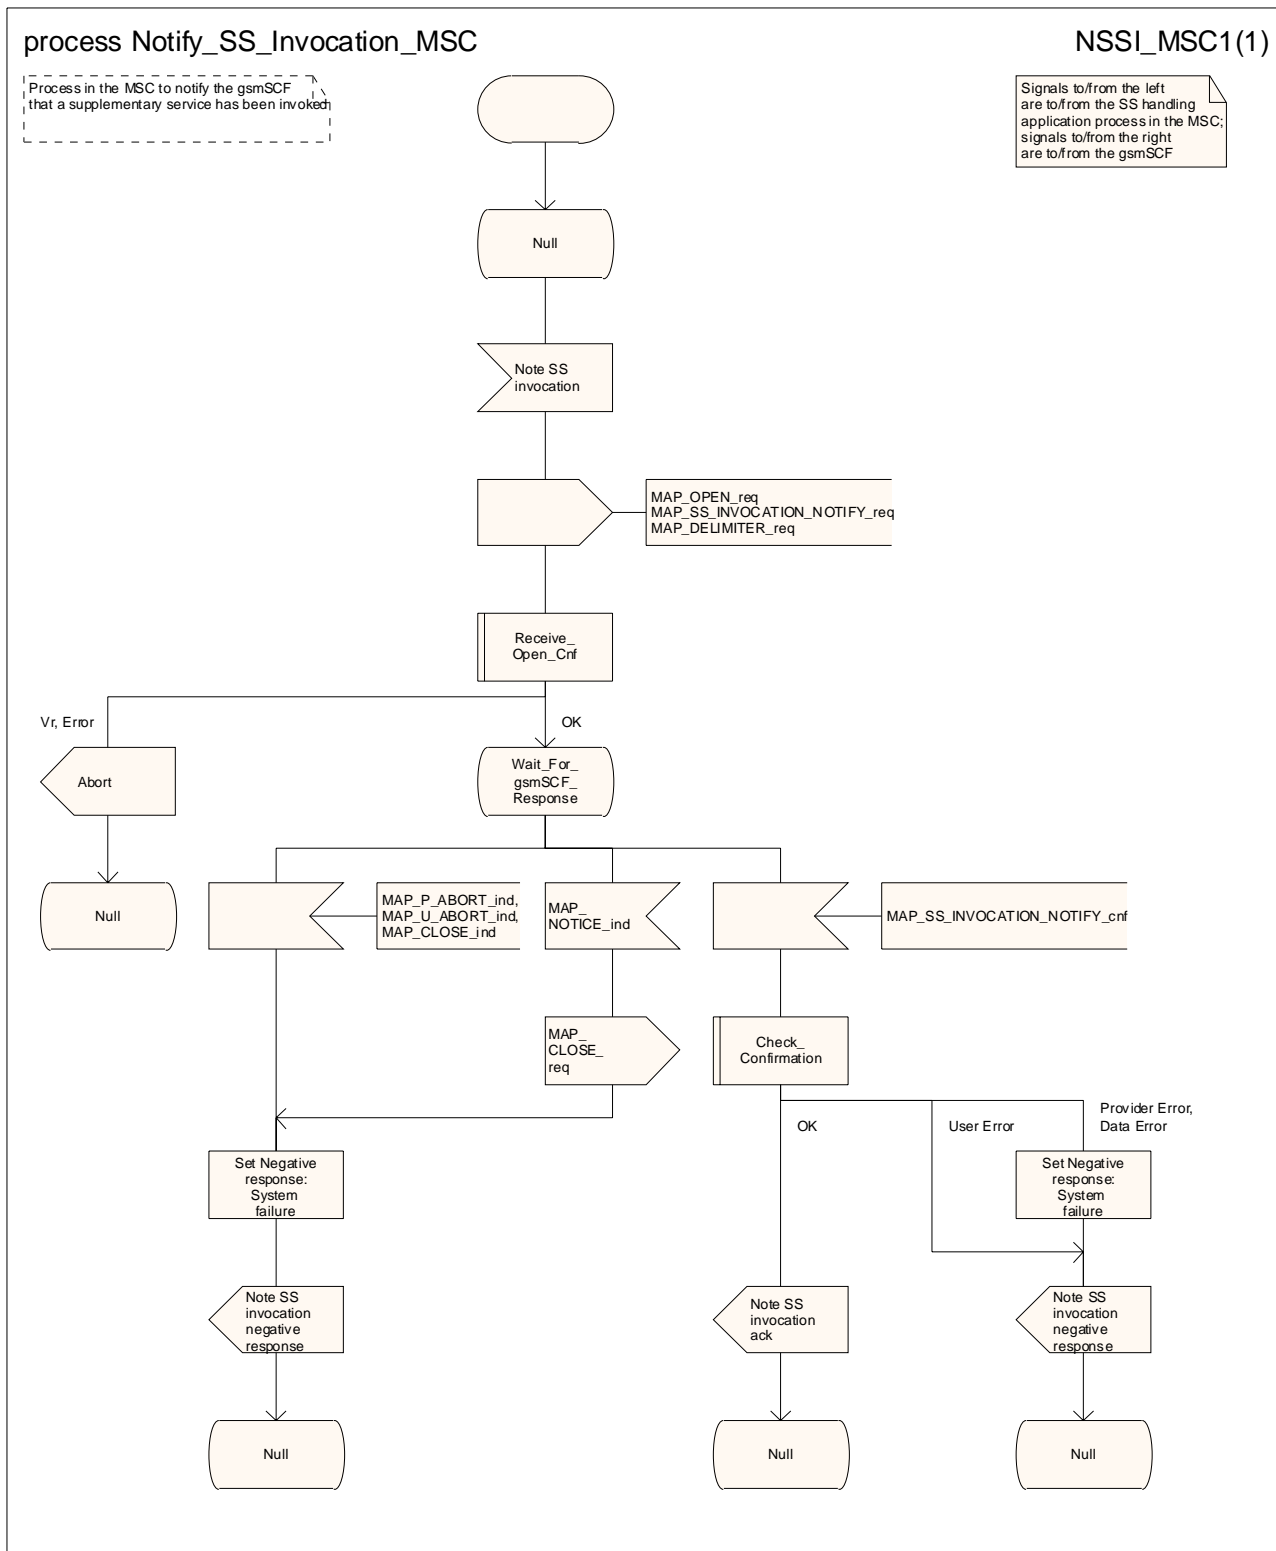 process Notify_SS_Invocation_MSC
NSSI_MSC1(1)
Process in the MSC to notify the gsmSCF
that a supplementary service has been invoked
Signals to/from the left
are to/from the SS handling
application process in the MSC;
signals to/from the right
are to/from the gsmSCF
Null
Note SS
invocation
MAP_OPEN_req
MAP_SS_INVOCATION_NOTIFY_req
MAP_DELIMITER_req
Receive_
Open_Cnf
Vr, Error
OK
Abort
Wait_For_
gsmSCF_
Response
Null
MAP_P_ABORT_ind,
MAP_U_ABORT_ind,
MAP_CLOSE_ind
MAP_
NOTICE_ind
MAP_SS_INVOCATION_NOTIFY_cnf
MAP_
CLOSE_
req
Check_
Confirmation
OK
User Error
Provider Error,
Data Error
Set Negative
response:
System
failure
Set Negative
response:
System
failure
Note SS
invocation
negative
response
Note SS
invocation
ack
Note SS
invocation
negative
response
Null
Null
Null